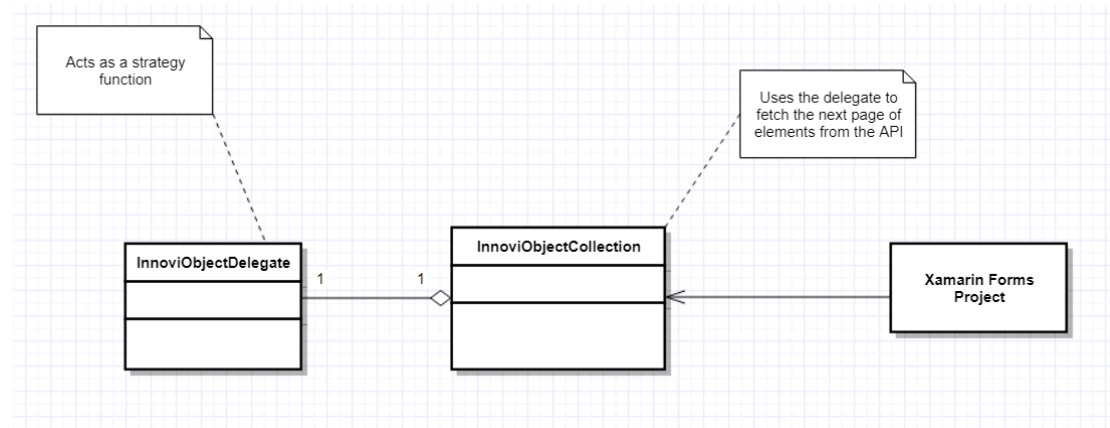 Acts as a strategy
function
Uses the delegate to
fetch the next page of
elements from the API
InnoviObjectDelegate
1
1
InnoviObjectCollection
Xamarin Forms
Project